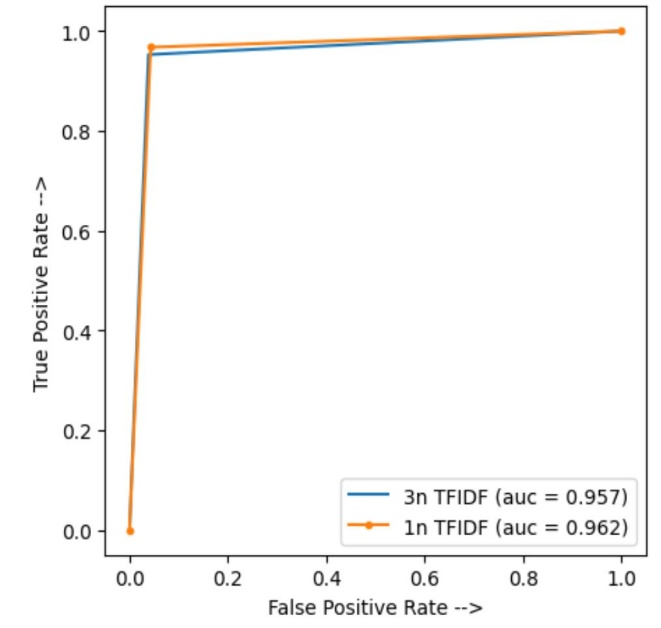 1.0
0.8
0.6
0.4
0.2
0.0
True Positive Rate -->
3n TFIDF (auc = 0.957)
1n TFIDF (auc = 0.962)
0.0 0.2 0.4 0.6 0.8 1.0
False Positive Rate -->